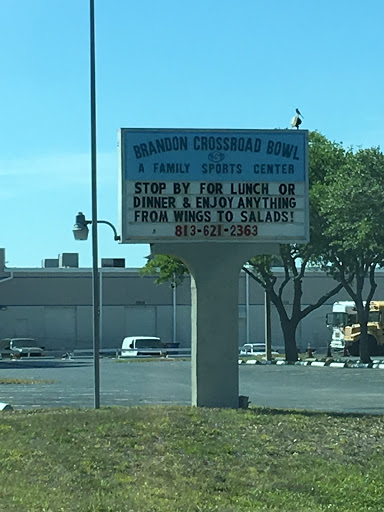 BRANDON CROSSROAD BOWL
A FAMILY SPORTS CENTER
STOP BY FOR LUNCH OR
DINNER & ENJOY ANYTHING
FROM WINGS TO SALADS!
813-621-2363